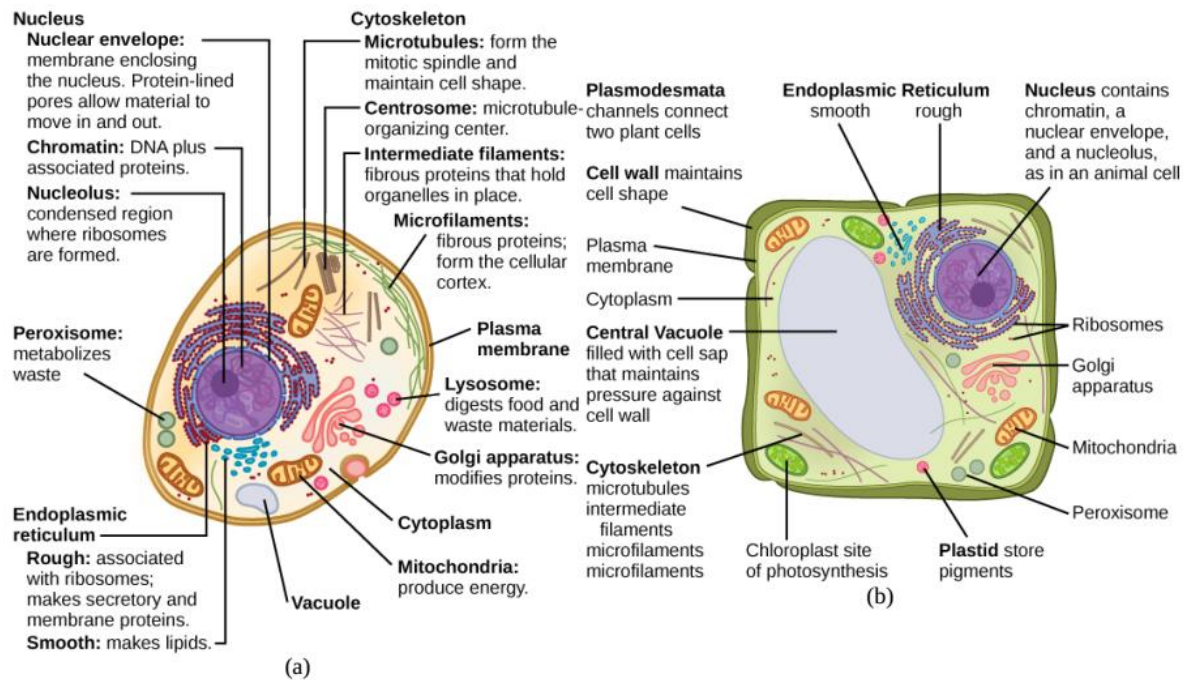 Nucleus
Nuclear envelope:
membrane enclosing
the nucleus. Protein-lined
pores allow material to
move in and out.
Chromatin: DNA plus
associated proteins.
Nucleolus:
condensed region
where ribosomes
are formed.
Peroxisome:
metabolizes
waste
Endoplasmic
reticulum
Rough: associated
with ribosomes;
makes secretory and
membrane proteins.
Smooth: makes lipids.
Cytoskeleton
Microtubules: form the
mitotic spindle and
maintain cell shape.
Centrosome: microtubule-
organizing center.
Intermediate filaments:
fibrous proteins that hold
organelles in place.
Microfilaments:
fibrous proteins;
form the cellular
cortex.
Plasma
membrane
Lysosome:
digests food and
waste materials.
Golgi apparatus:
modifies proteins.
Cytoplasm
Mitochondria:
produce energy.
Vacuole
(a)
Plasmodesmata
channels connect
two plant cells
Cell wall maintains
cell shape
Plasma
membrane
Cytoplasm
Central Vacuole
filled with cell sap
that maintains
pressure against
cell wall
Cytoskeleton
microtubules
intermediate
filaments
microfilaments
microfilaments
Endoplasmic Reticulum
smooth rough
Nucleus contains
chromatin, a
nuclear envelope,
and a nucleolus,
as in an animal cell
Ribosomes
Golgi
apparatus
Mitochondria
Peroxisome
Chloroplast site
of photosynthesis
Plastid store
pigments
(b)